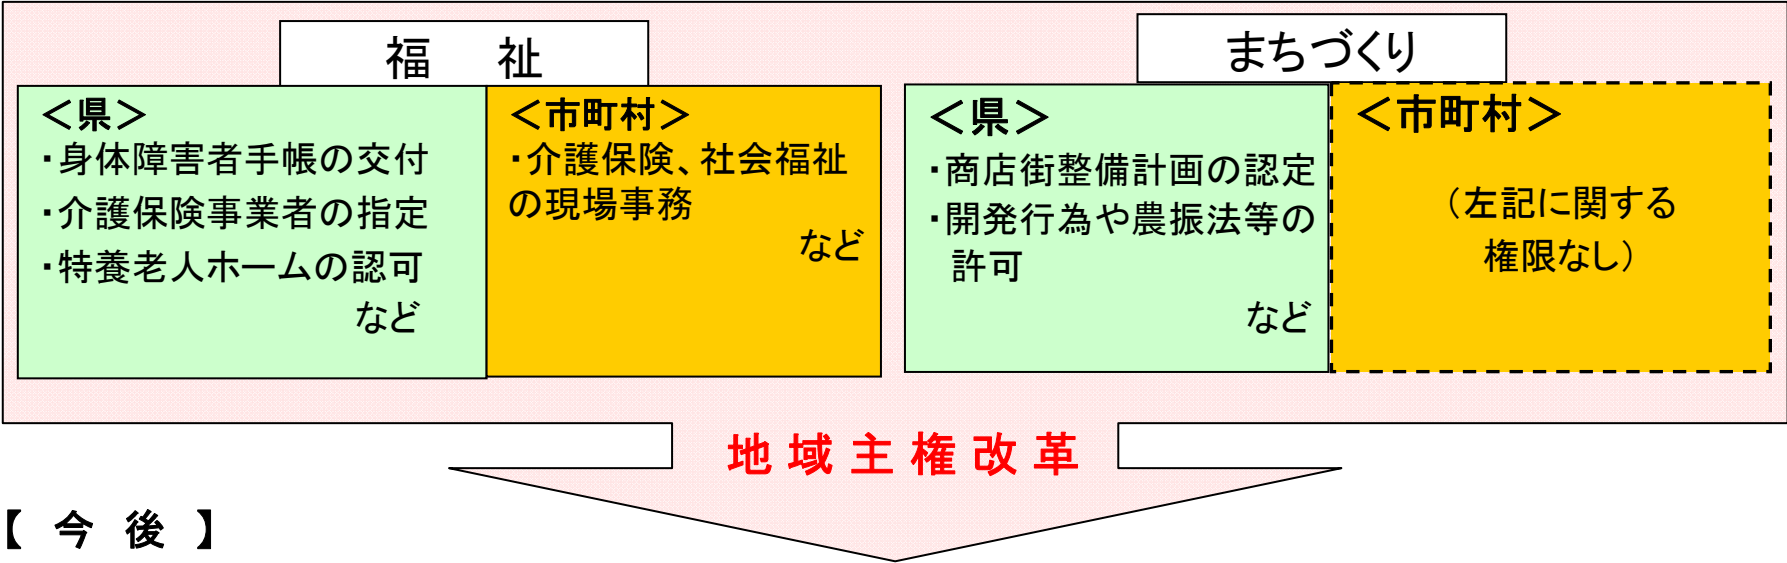 福 祉
<県>
・身体障害者手帳の交付
・介護保険事業者の指定
・特養老人ホームの認可
など
<市町村>
・介護保険、社会福祉
の現場事務
など
まちづくり
<県>
・商店街整備計画の認定
・開発行為や農振法等の
許可
など
<市町村>
(左記に関する
権限なし)
地域主権改革
【 今 後 】